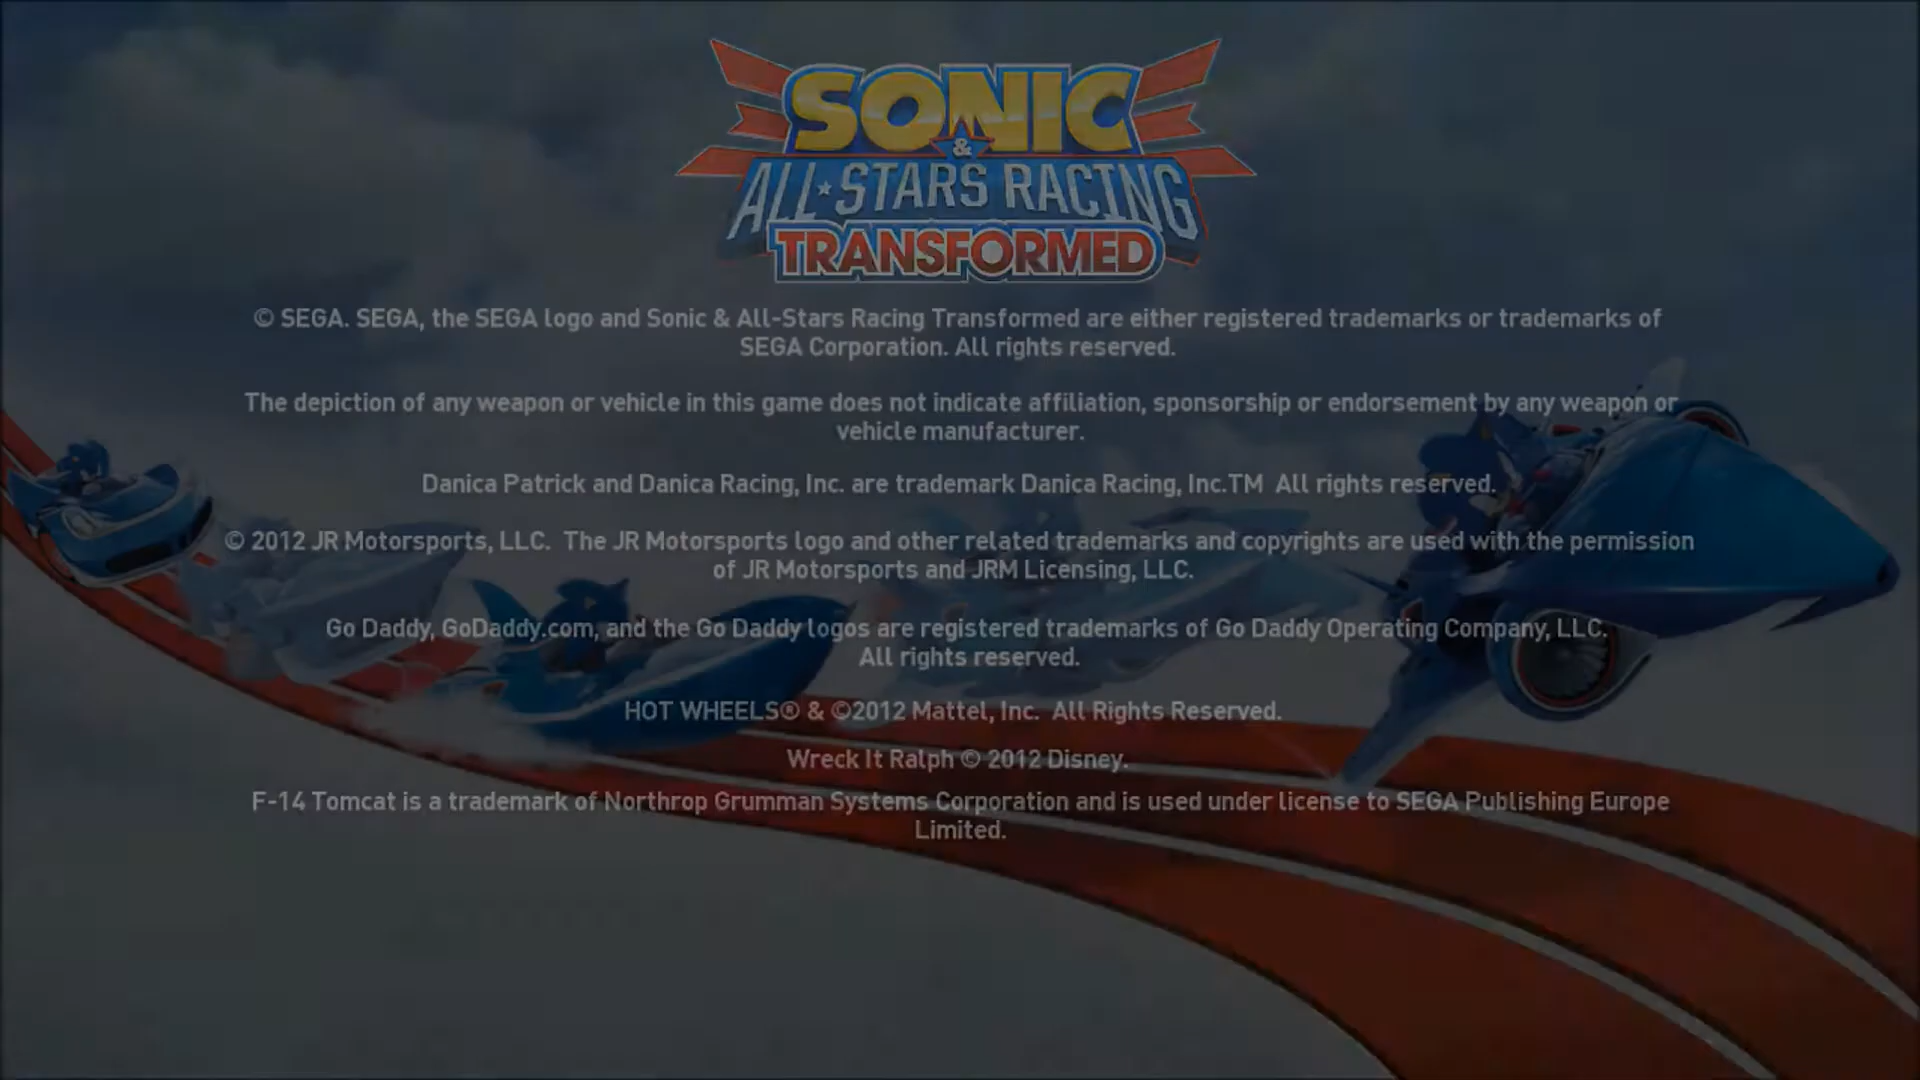 SONIC
&
ALL★STARS RACING
TRANSFORMED
© SEGA. SEGA, the SEGA logo and Sonic & All-Stars Racing Transformed are either registered trademarks or trademarks of
SEGA Corporation. All rights reserved.
The depiction of any weapon or vehicle in this game does not indicate affiliation, sponsorship or endorsement by any weapon or
vehicle manufacturer.
Danica Patrick and Danica Racing, Inc. are trademark Danica Racing, Inc.TM  All rights reserved.
© 2012 JR Motorsports, LLC.  The JR Motorsports logo and other related trademarks and copyrights are used with the permission
of JR Motorsports and JRM Licensing, LLC.
Go Daddy, GoDaddy.com, and the Go Daddy logos are registered trademarks of Go Daddy Operating Company, LLC.
All rights reserved.
HOT WHEELS® & ©2012 Mattel, Inc.  All Rights Reserved.
Wreck It Ralph © 2012 Disney.
F-14 Tomcat is a trademark of Northrop Grumman Systems Corporation and is used under license to SEGA Publishing Europe
Limited.